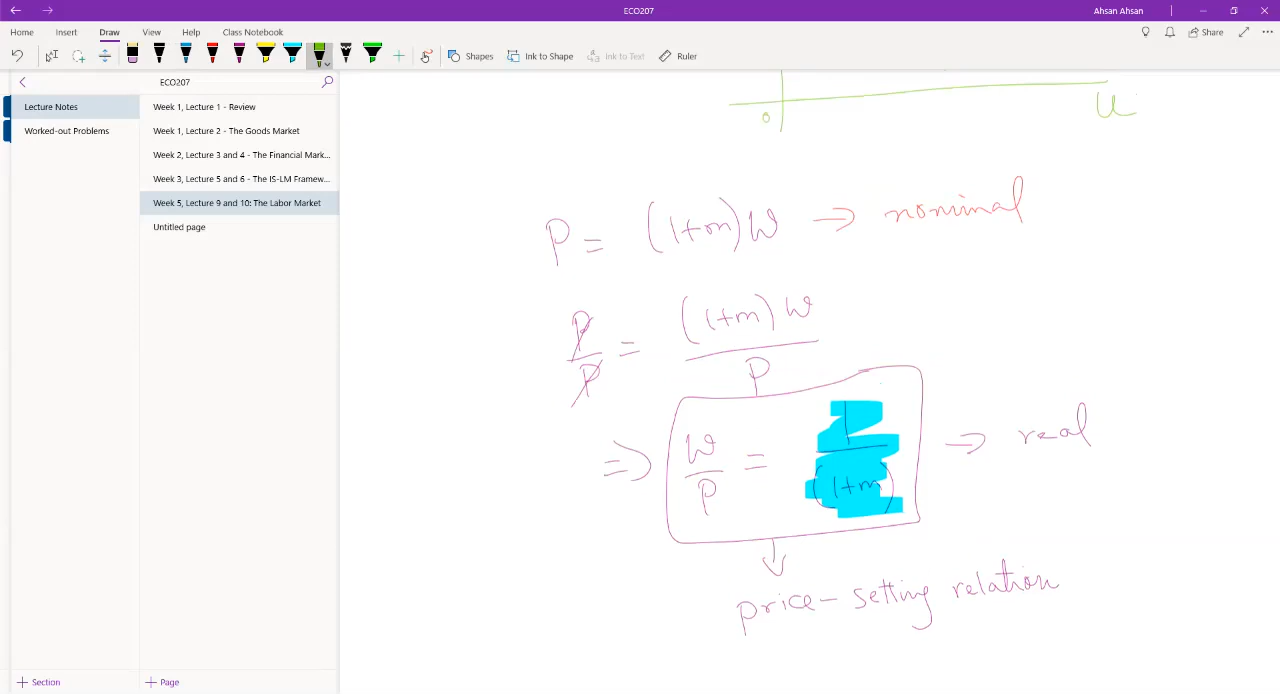 ECO207
Ahsan Ahsan
Home Insert Draw View Help Class Notebook
Share
Shapes Ink to Shape Ink to Text Ruler
ECO207
Lecture Notes
Worked-out Problems
Week 1, Lecture 1 - Review
Week 1, Lecture 2 - The Goods Market
Week 2, Lecture 3 and 4 - The Financial Mark...
Week 3, Lecture 5 and 6 - The IS-LM Framew...
Week 5, Lecture 9 and 10: The Labor Market
Untitled page
0 u
P = (1+m)W → nominal
P/P = (1+m)W/P
⇒ W/P = 1/(1+m) → real
price-setting relation
+ Section
+ Page